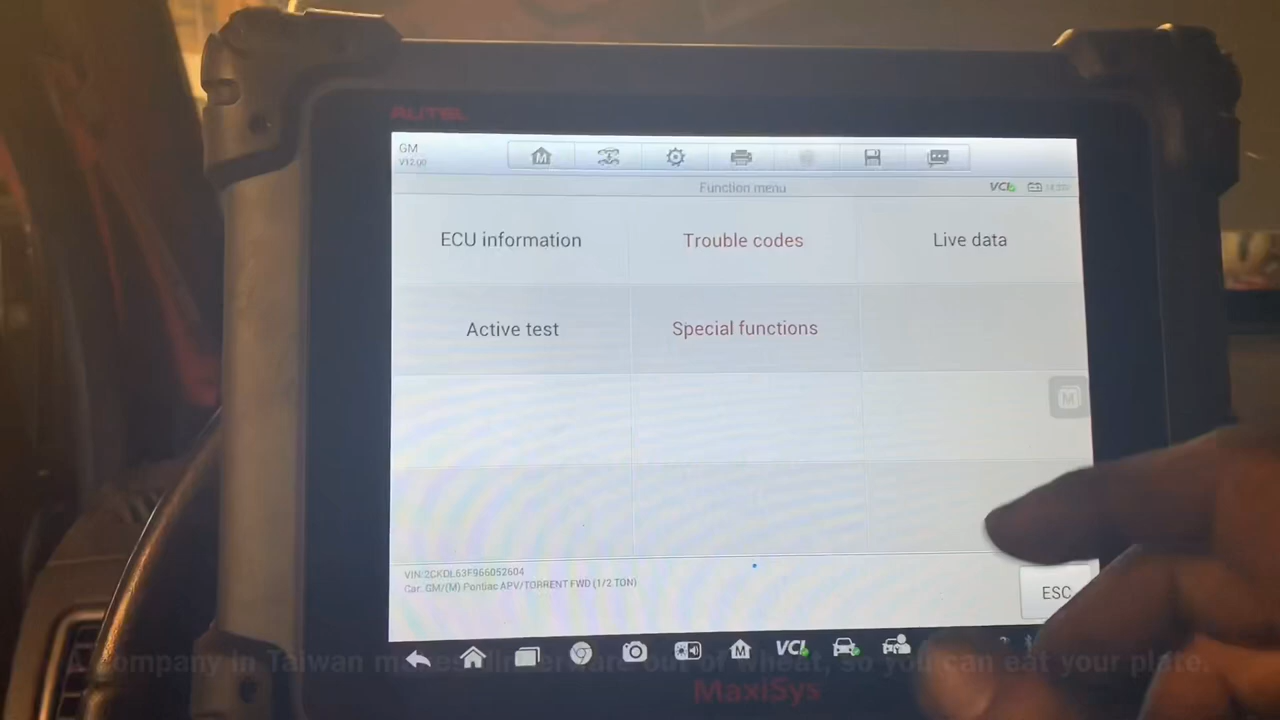 AUTEL
GM
V12.00
Function menu
VCI
ECU information
Trouble codes
Live data
Active test
Special functions
M
VIN:2CKDL63F966052604
Car: GM/(M) Pontiac APV/TORRENT FWD (1/2 TON)
ESC
VCI
A company in Taiwan makes dinnerware out of wheat, so you can eat your plate.
MaxiSys